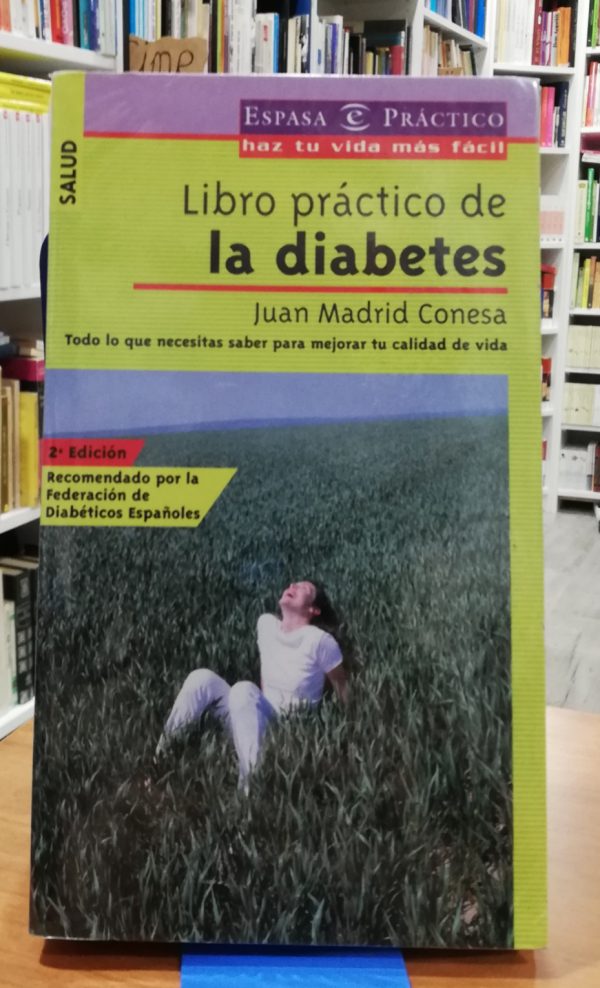 ime
SALUD
ESPASA e PRÁCTICO
haz tu vida más fácil
Libro práctico de
la diabetes
Juan Madrid Conesa
Todo lo que necesitas saber para mejorar tu calidad de vida
2ª Edición
Recomendado por la
Federación de
Diabéticos Españoles